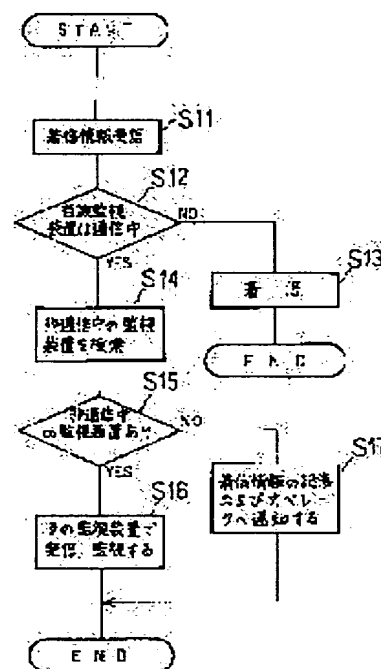 START
S11
着信情報受信
S12
当該監視
装置は通信中
NO
YES
S13
着信
S14
非通信中の監視
装置を検索
END
S15
非通信中
の監視装置あり
NO
YES
S16
その監視装置で
発信、監視する
S17
着信情報の記事
およびオペレー
タへ通知する
END